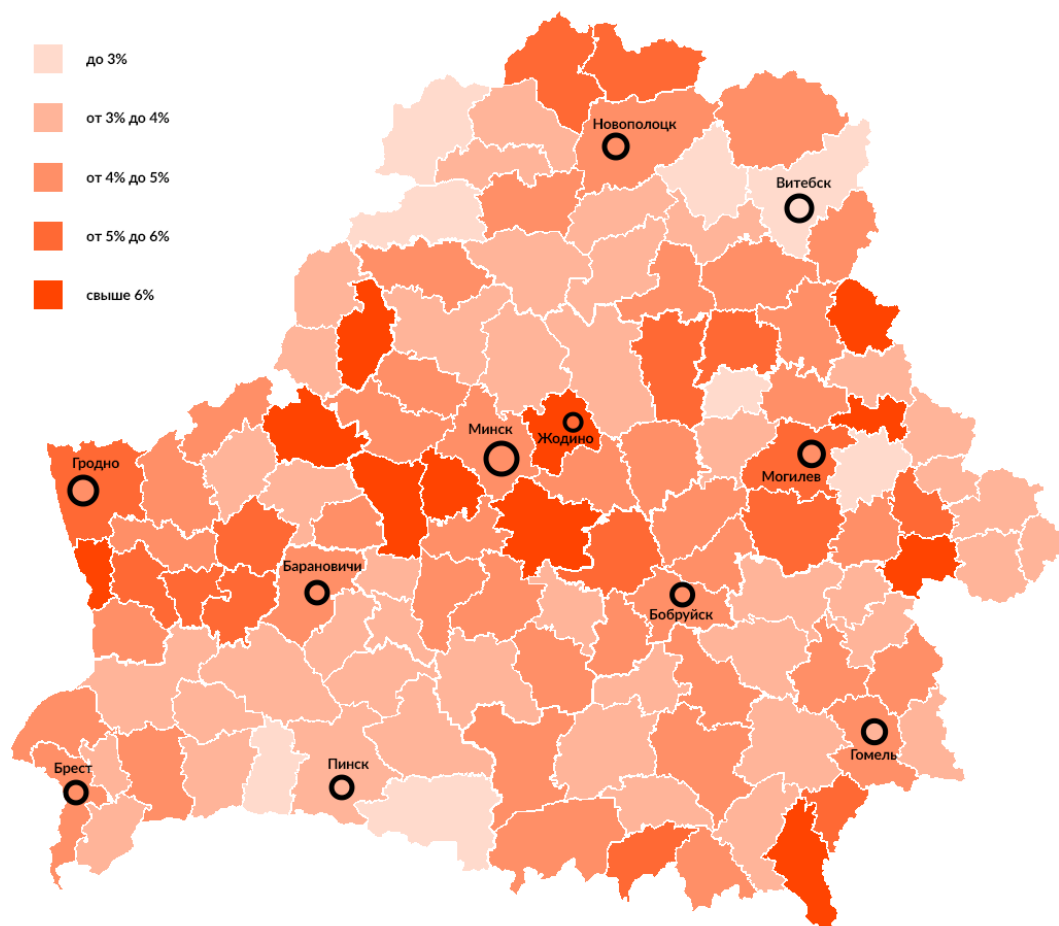 до 3%
от 3% до 4%
от 4% до 5%
от 5% до 6%
свыше 6%
Новополоцк
Витебск
Минск
Жодино
Гродно
Могилев
Барановичи
Бобруйск
Брест
Пинск
Гомель